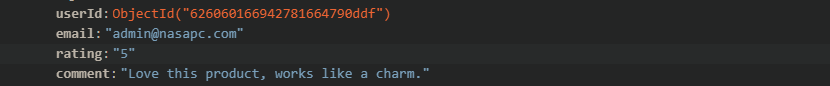 userId: ObjectId("626060166942781664790ddf")
email: "admin@nasapc.com"
rating: "5"
comment: "Love this product, works like a charm."